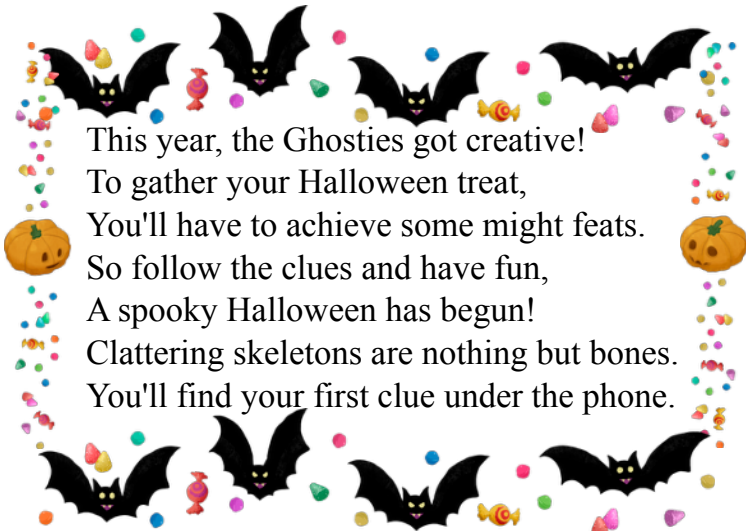 This year, the Ghosties got creative!
To gather your Halloween treat,
You'll have to achieve some might feats.
So follow the clues and have fun,
A spooky Halloween has begun!
Clattering skeletons are nothing but bones.
You'll find your first clue under the phone.